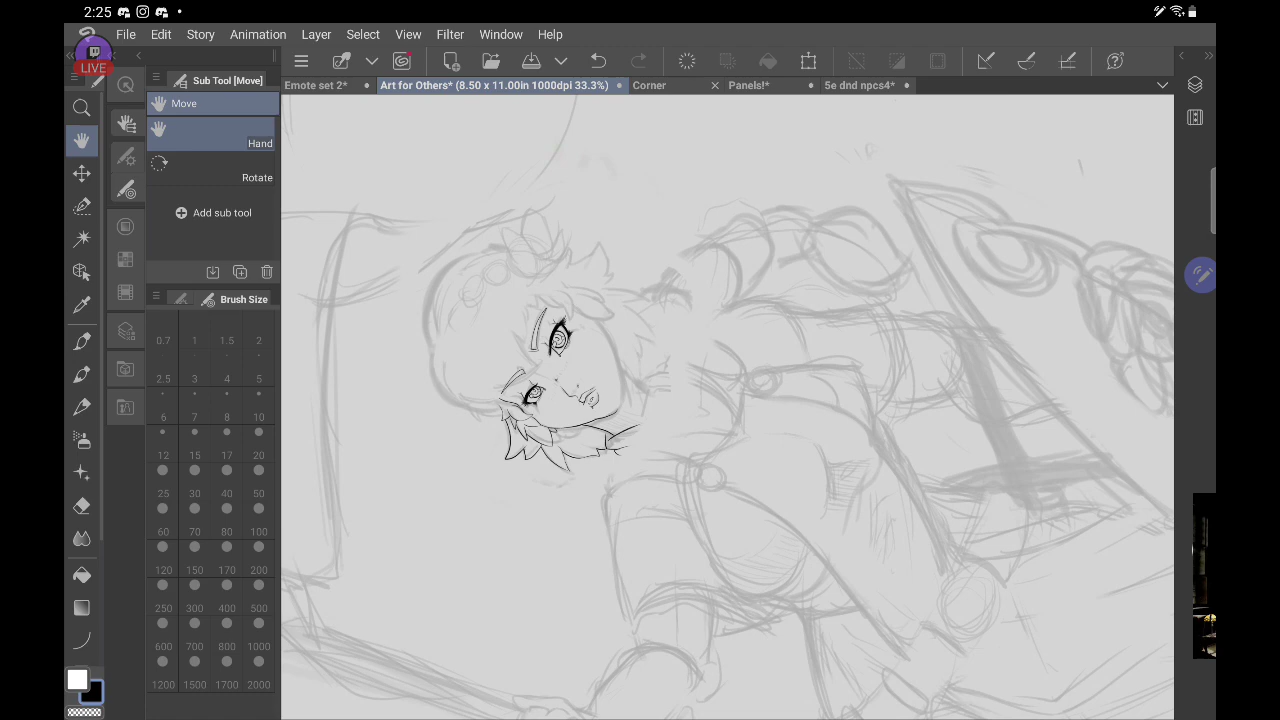 2:25
File Edit Story Animation Layer Select View Filter Window Help
LIVE
Sub Tool [Move]
Emote set 2*
Art for Others* (8.50 x 11.00in 1000dpi 33.3%)
Corner
Panels!*
5e dnd npcs4*
Move
Hand
Rotate
Add sub tool
Brush Size
0.7 1 1.5 2
2.5 3 4 5
6 7 8 10
12 15 17 20
25 30 40 50
60 70 80 100
120 150 170 200
250 300 400 500
600 700 800 1000
1200 1500 1700 2000